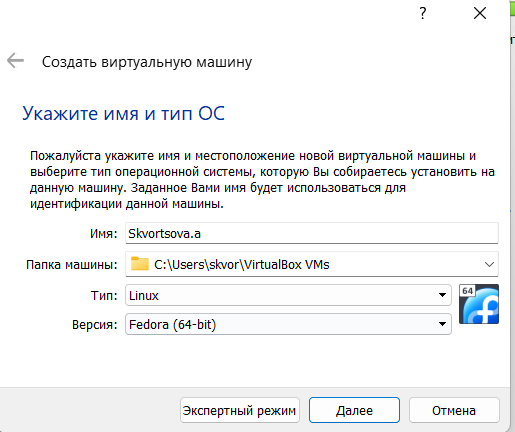 ?
Создать виртуальную машину
Укажите имя и тип ОС
Пожалуйста укажите имя и местоположение новой виртуальной машины и
выберите тип операционной системы, которую Вы собираетесь установить на
данную машину. Заданное Вами имя будет использоваться для
идентификации данной машины.
Имя: Skvortsova.a
Папка машины: C:\Users\skvor\VirtualBox VMs
Тип: Linux
64
Версия: Fedora (64-bit)
Экспертный режим Далее Отмена